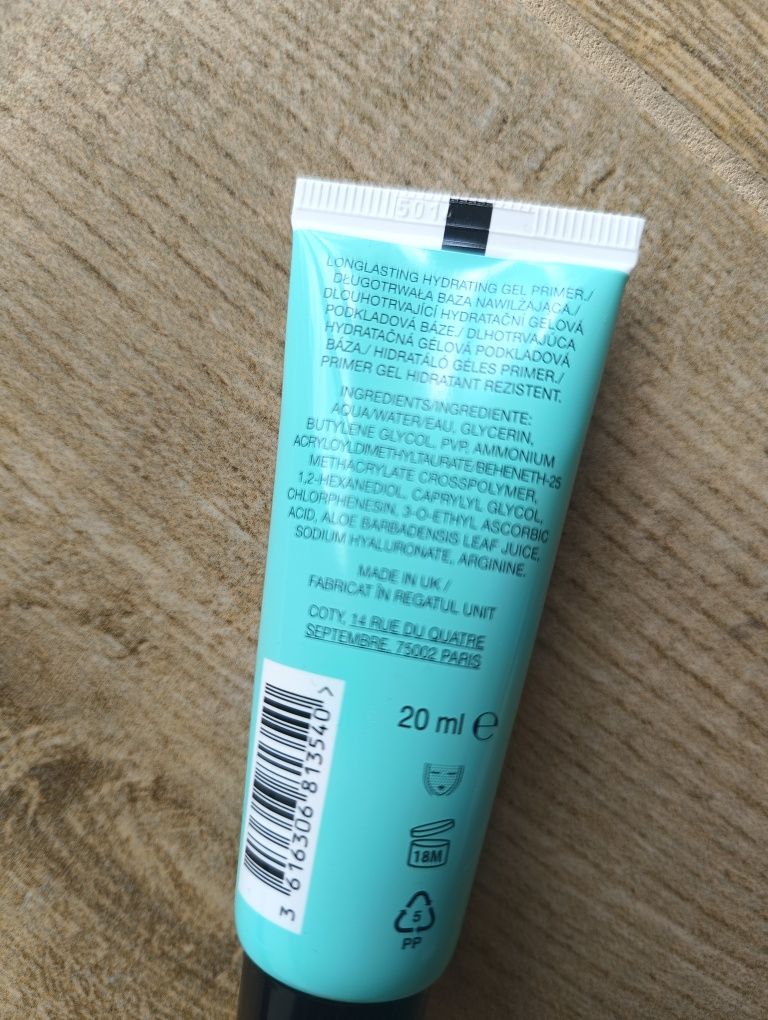 501
LONGLASTING HYDRATING GEL PRIMER./
DŁUGOTRWAŁA BAZA NAWILŻAJĄCA./
DLOUHOTRVAJÍCÍ HYDRATAČNÍ GELOVÁ
PODKLADOVÁ BÁZE./ DLHOTRVAJÚCA
HYDRATAČNÁ GÉLOVÁ PODKLADOVÁ
BÁZA./ HIDRATÁLÓ GÉLES PRIMER./
PRIMER GEL HIDRATANT REZISTENT.
INGREDIENTS/INGREDIENTE:
AQUA/WATER/EAU, GLYCERIN,
BUTYLENE GLYCOL, PVP, AMMONIUM
ACRYLOYLDIMETHYLTAURATE/BEHENETH-25
METHACRYLATE CROSSPOLYMER,
1,2-HEXANEDIOL, CAPRYLYL GLYCOL,
CHLORPHENESIN, 3-O-ETHYL ASCORBIC
ACID, ALOE BARBADENSIS LEAF JUICE,
SODIUM HYALURONATE, ARGININE.
MADE IN UK /
FABRICAT ÎN REGATUL UNIT
COTY, 14 RUE DU QUATRE
SEPTEMBRE, 75002 PARIS
20 ml e
18M
5
PP
3 616306 813540 >